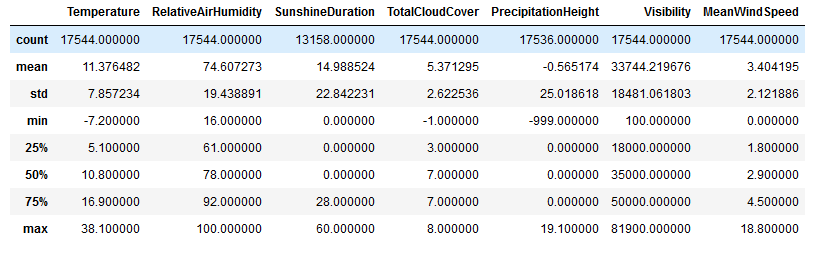 Temperature RelativeAirHumidity SunshineDuration TotalCloudCover PrecipitationHeight Visibility MeanWindSpeed
count 17544.000000 17544.000000 13158.000000 17544.000000 17536.000000 17544.000000 17544.000000
mean 11.376482 74.607273 14.988524 5.371295 -0.565174 33744.219676 3.404195
std 7.857234 19.438891 22.842231 2.622536 25.018618 18481.061803 2.121886
min -7.200000 16.000000 0.000000 -1.000000 -999.000000 100.000000 0.000000
25% 5.100000 61.000000 0.000000 3.000000 0.000000 18000.000000 1.800000
50% 10.800000 78.000000 0.000000 7.000000 0.000000 35000.000000 2.900000
75% 16.900000 92.000000 28.000000 7.000000 0.000000 50000.000000 4.500000
max 38.100000 100.000000 60.000000 8.000000 19.100000 81900.000000 18.800000